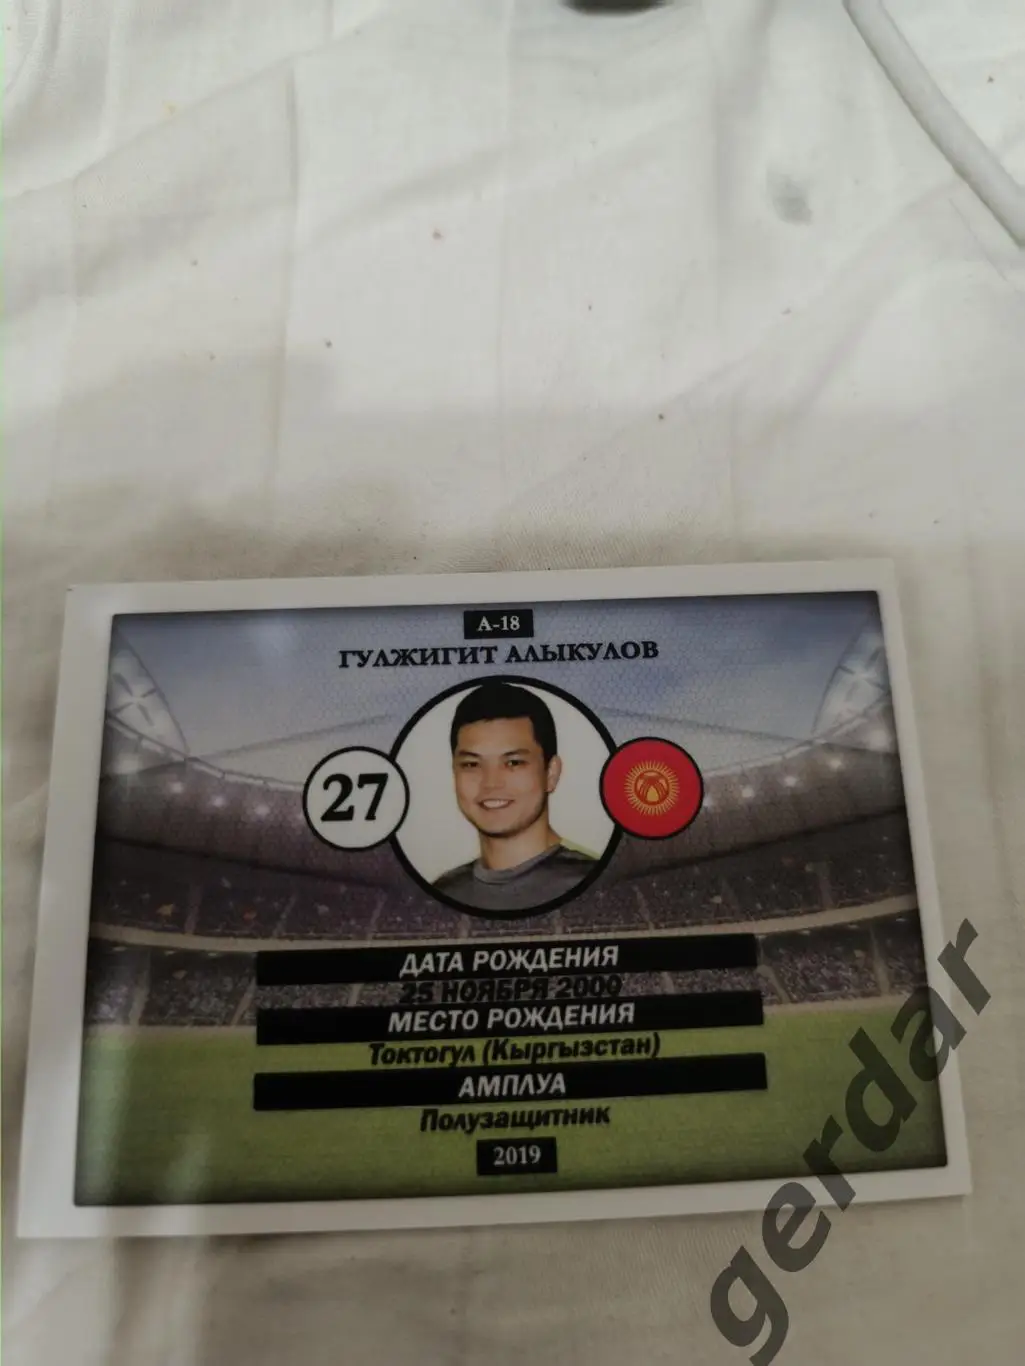 A-18
ГУЛЖИГИТ АЛЫКУЛОВ
27
ДАТА РОЖДЕНИЯ
25 НОЯБРЯ 2000
МЕСТО РОЖДЕНИЯ
Токтогул (Кыргызстан)
АМПЛУА
Полузащитник
2019
gerdar